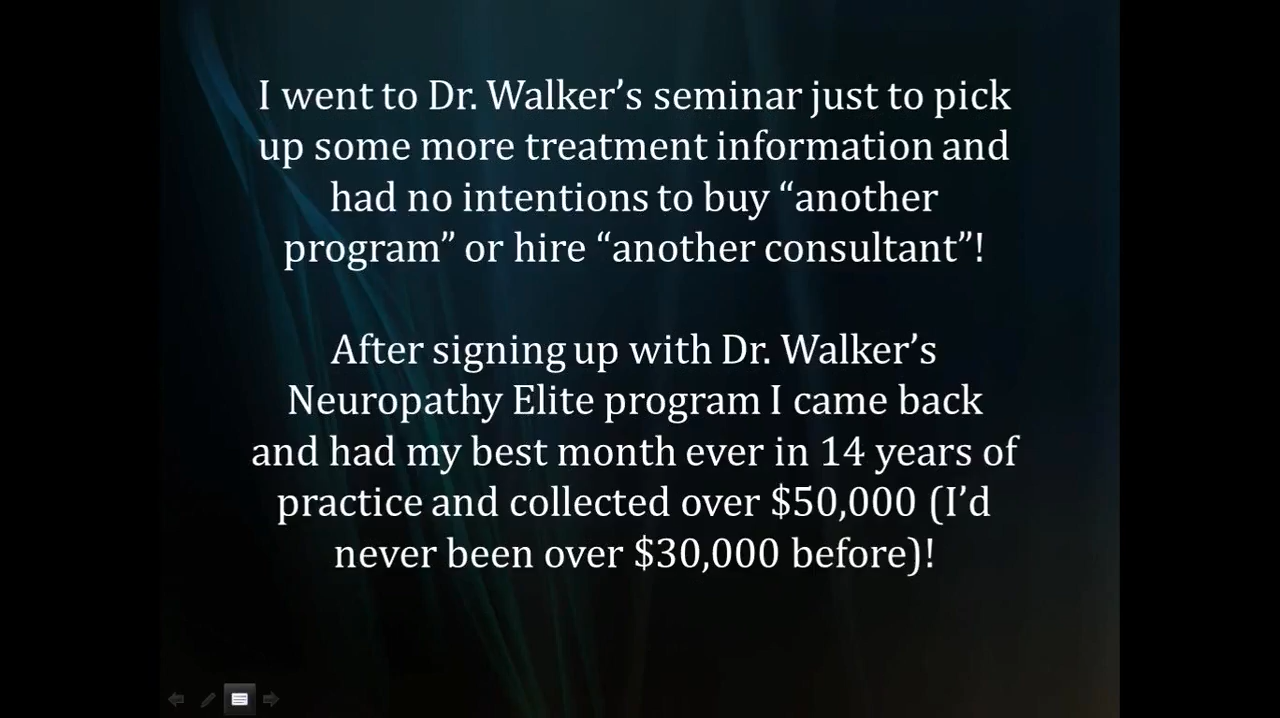 I went to Dr. Walker’s seminar just to pick
up some more treatment information and
had no intentions to buy “another
program” or hire “another consultant”!
After signing up with Dr. Walker’s
Neuropathy Elite program I came back
and had my best month ever in 14 years of
practice and collected over $50,000 (I’d
never been over $30,000 before)!